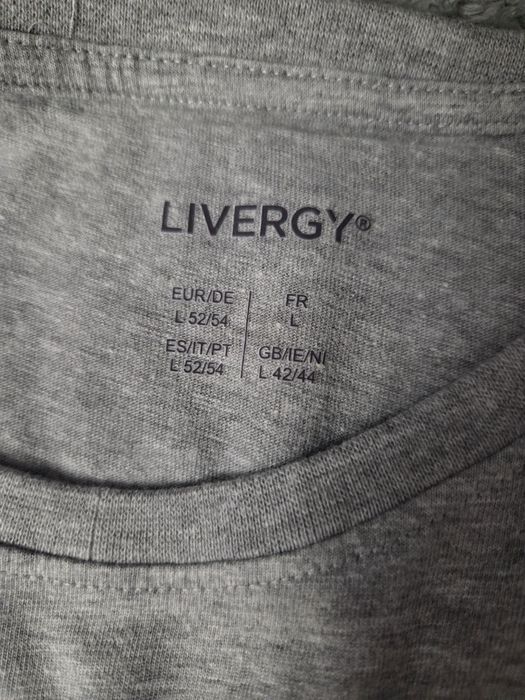 LIVERGY®
EUR/DE | FR
L 52/54 | L
ES/IT/PT | GB/IE/NI
L 52/54 | L 42/44